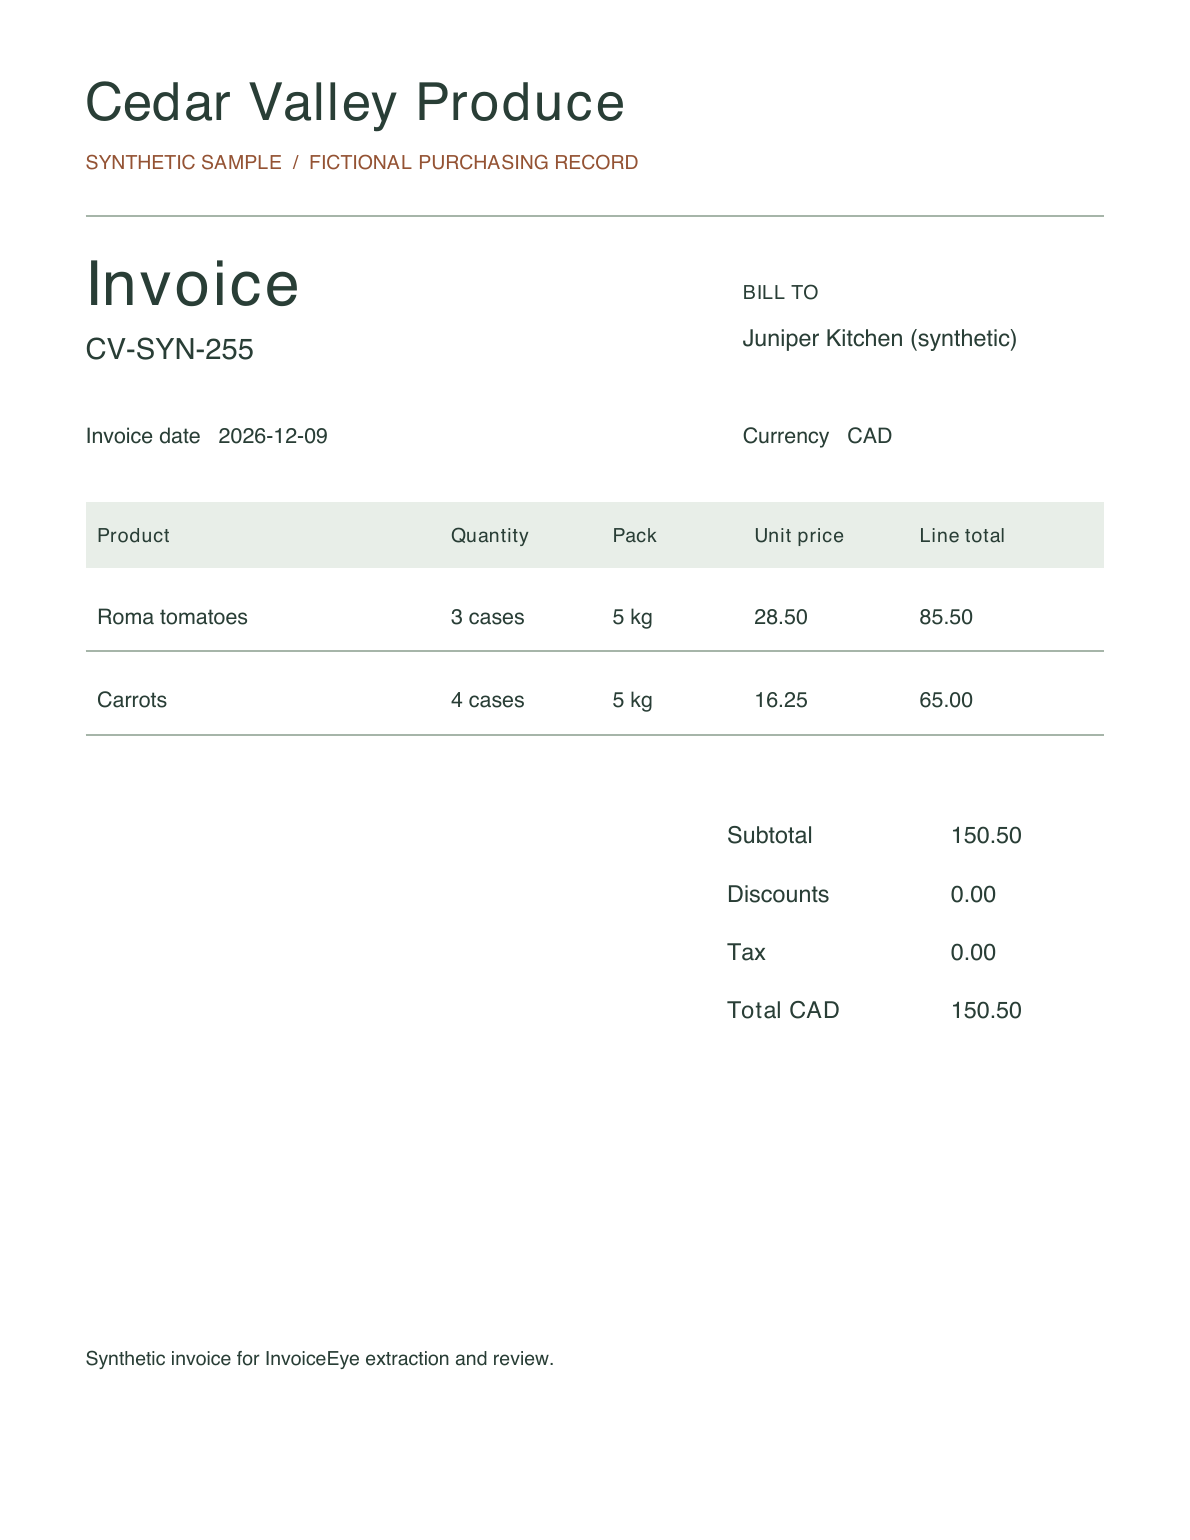 Cedar Valley Produce
SYNTHETIC SAMPLE / FICTIONAL PURCHASING RECORD
Invoice
BILL TO
CV-SYN-255
Juniper Kitchen (synthetic)
Invoice date 2026-12-09
Currency CAD
Product Quantity Pack Unit price Line total
Roma tomatoes 3 cases 5 kg 28.50 85.50
Carrots 4 cases 5 kg 16.25 65.00
Subtotal 150.50
Discounts 0.00
Tax 0.00
Total CAD 150.50
Synthetic invoice for InvoiceEye extraction and review.